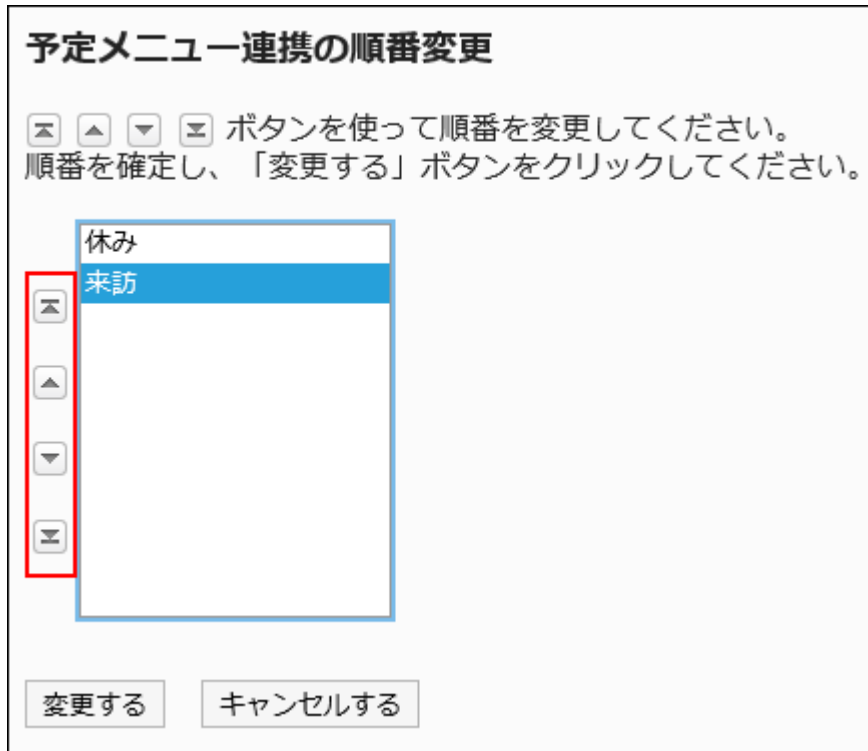 予定メニュー連携の順番変更
ボタンを使って順番を変更してください。
順番を確定し、「変更する」ボタンをクリックしてください。
休み
来訪
変更する
キャンセルする